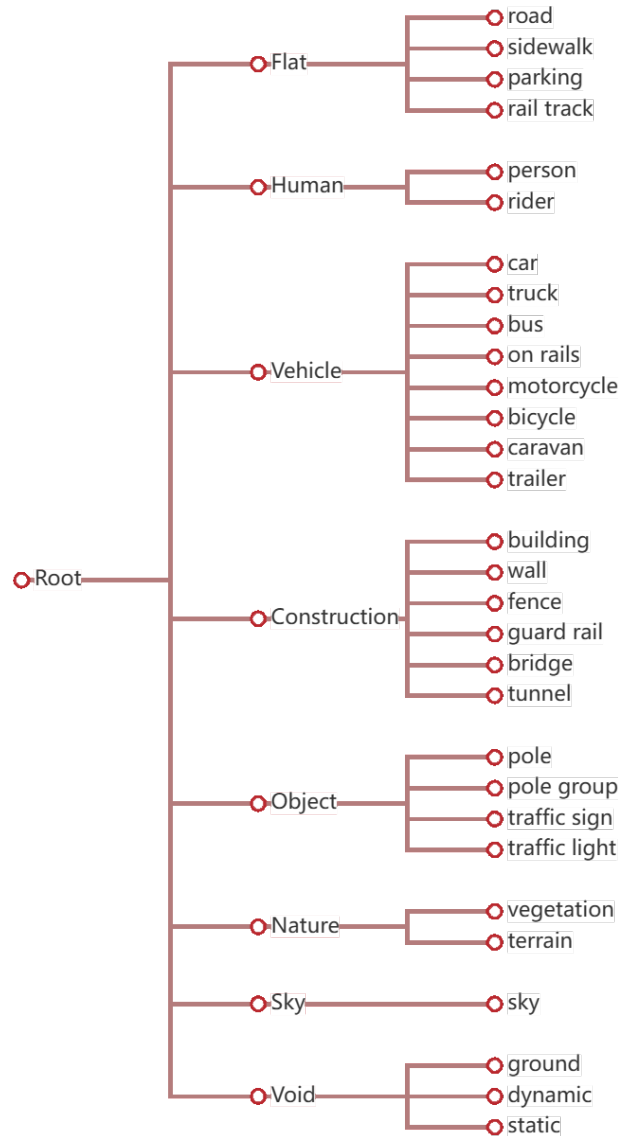 Root
Flat
road
sidewalk
parking
rail track
Human
person
rider
Vehicle
car
truck
bus
on rails
motorcycle
bicycle
caravan
trailer
Construction
building
wall
fence
guard rail
bridge
tunnel
Object
pole
pole group
traffic sign
traffic light
Nature
vegetation
terrain
Sky
sky
Void
ground
dynamic
static